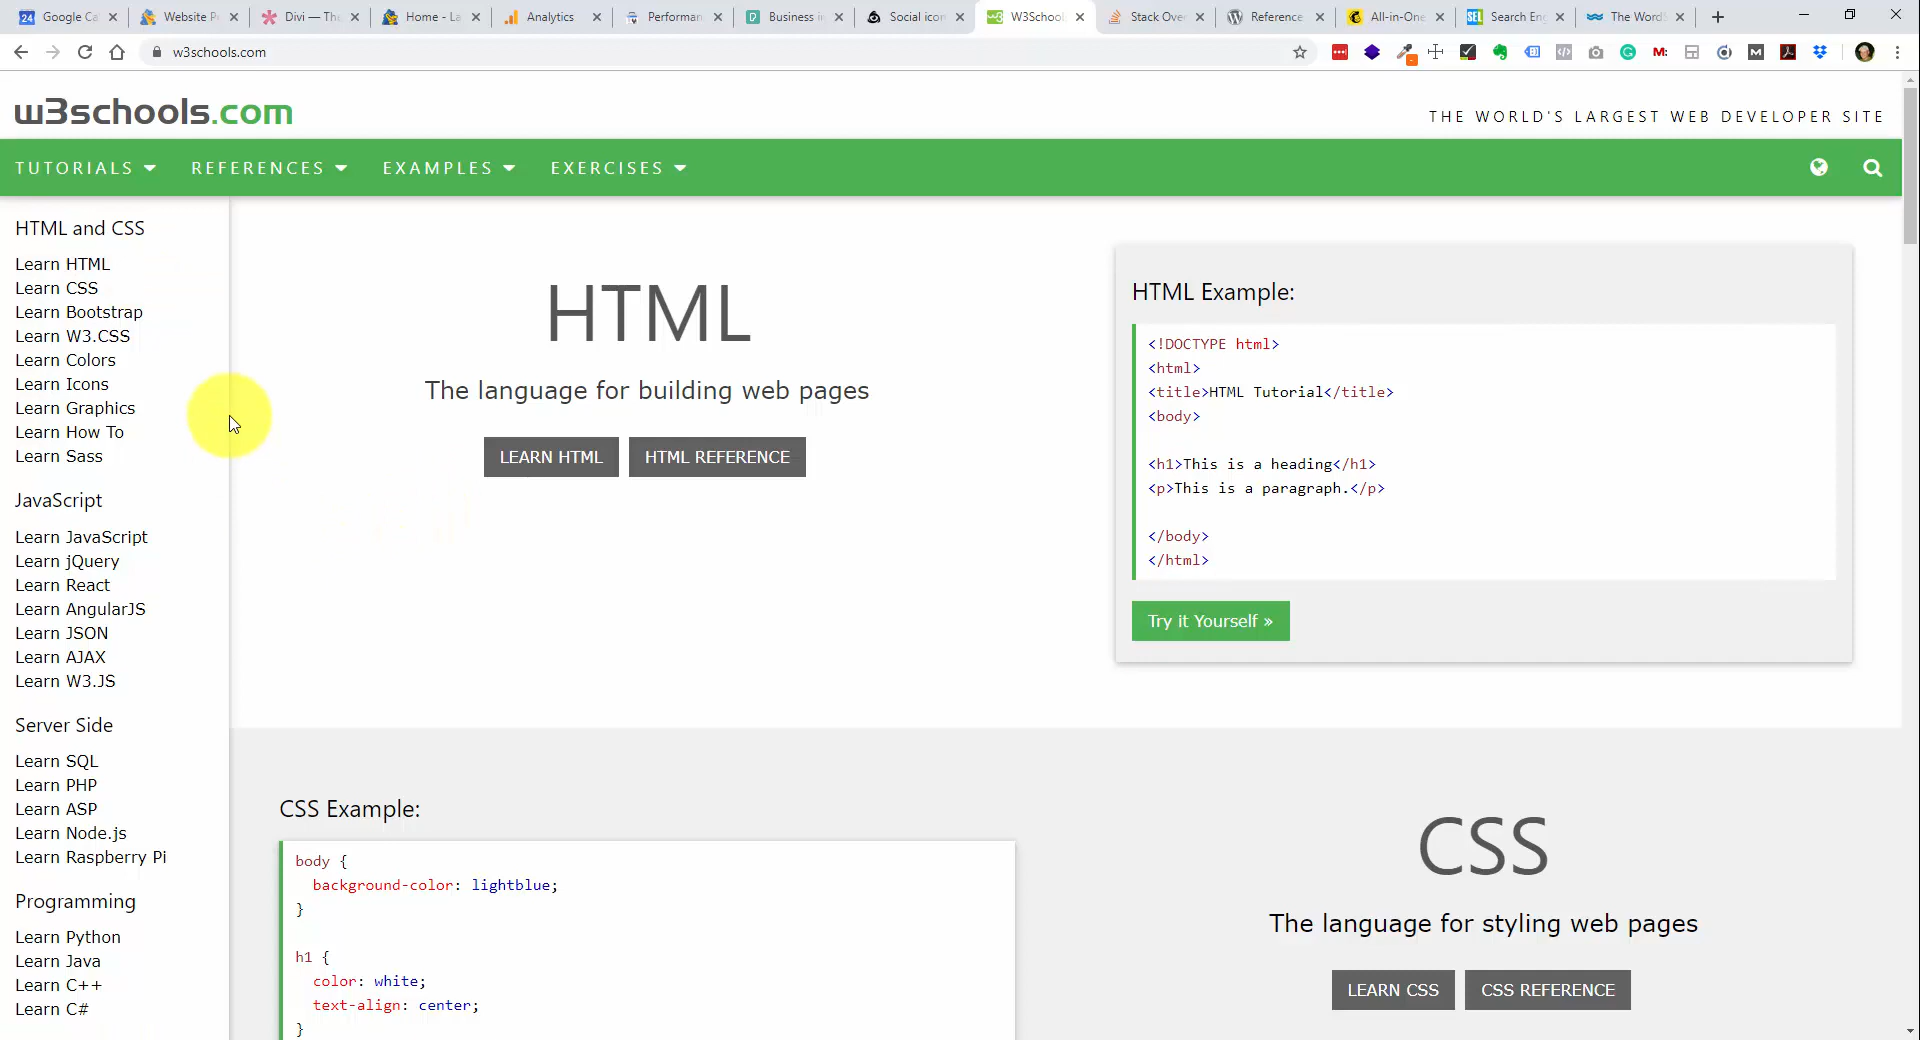 24 Google Ca
Website P
Divi — Th
Home - La
Analytics
Performan
Business i
Social icon
W3School
Stack Ove
Reference
All-in-One
SEL Search En
The Word
w3schools.com
w3schools.com
THE WORLD'S LARGEST WEB DEVELOPER SITE
TUTORIALS
REFERENCES
EXAMPLES
EXERCISES
HTML and CSS
Learn HTML
Learn CSS
Learn Bootstrap
Learn W3.CSS
Learn Colors
Learn Icons
Learn Graphics
Learn How To
Learn Sass
JavaScript
Learn JavaScript
Learn jQuery
Learn React
Learn AngularJS
Learn JSON
Learn AJAX
Learn W3.JS
Server Side
Learn SQL
Learn PHP
Learn ASP
Learn Node.js
Learn Raspberry Pi
Programming
Learn Python
Learn Java
Learn C++
Learn C#
HTML
The language for building web pages
LEARN HTML
HTML REFERENCE
HTML Example:
<!DOCTYPE html>
<html>
<title>HTML Tutorial</title>
<body>
<h1>This is a heading</h1>
<p>This is a paragraph.</p>
</body>
</html>
Try it Yourself »
CSS Example:
body {
background-color: lightblue;
}
h1 {
color: white;
text-align: center;
}
CSS
The language for styling web pages
LEARN CSS
CSS REFERENCE